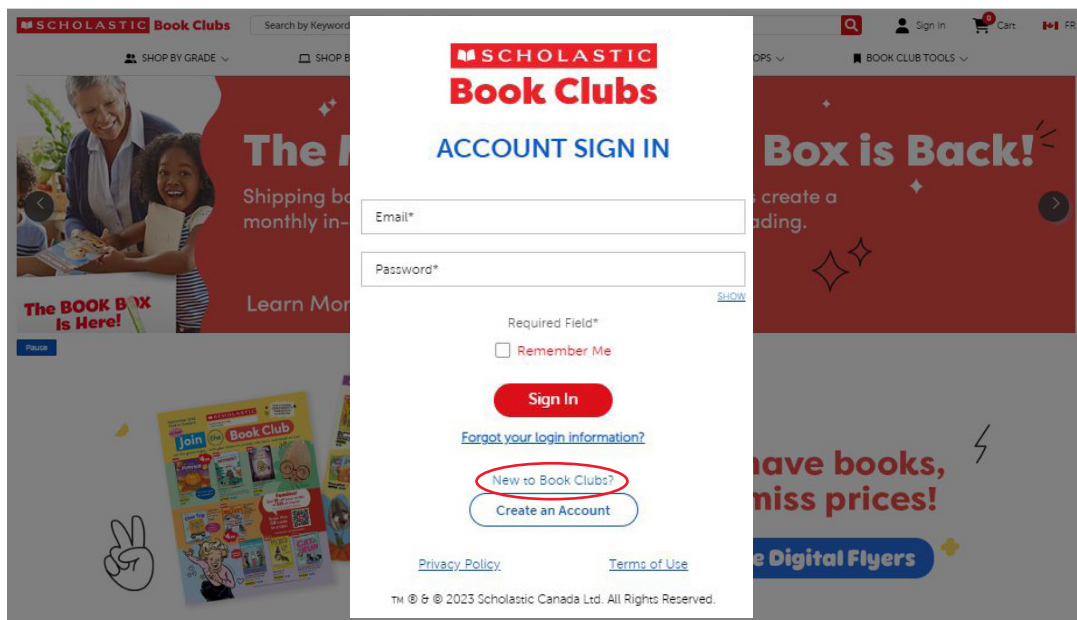 SCHOLASTIC Book Clubs
Search by Keyword
Sign In
0
Cart
FR
SHOP BY GRADE
SHOP B
OPS
BOOK CLUB TOOLS
SCHOLASTIC
Book Clubs
ACCOUNT SIGN IN
The
Box is Back!
Shipping bo
create a
monthly in-
ading.
Learn Mor
The BOOK BOX
Is Here!
Email*
Password*
SHOW
Required Field*
Remember Me
Sign In
Forgot your login information?
New to Book Clubs?
Create an Account
Privacy Policy
Terms of Use
TM ® & © 2023 Scholastic Canada Ltd. All Rights Reserved.
Pause
SCHOLASTIC
Join the Book Club
ave books,
miss prices!
e Digital Flyers